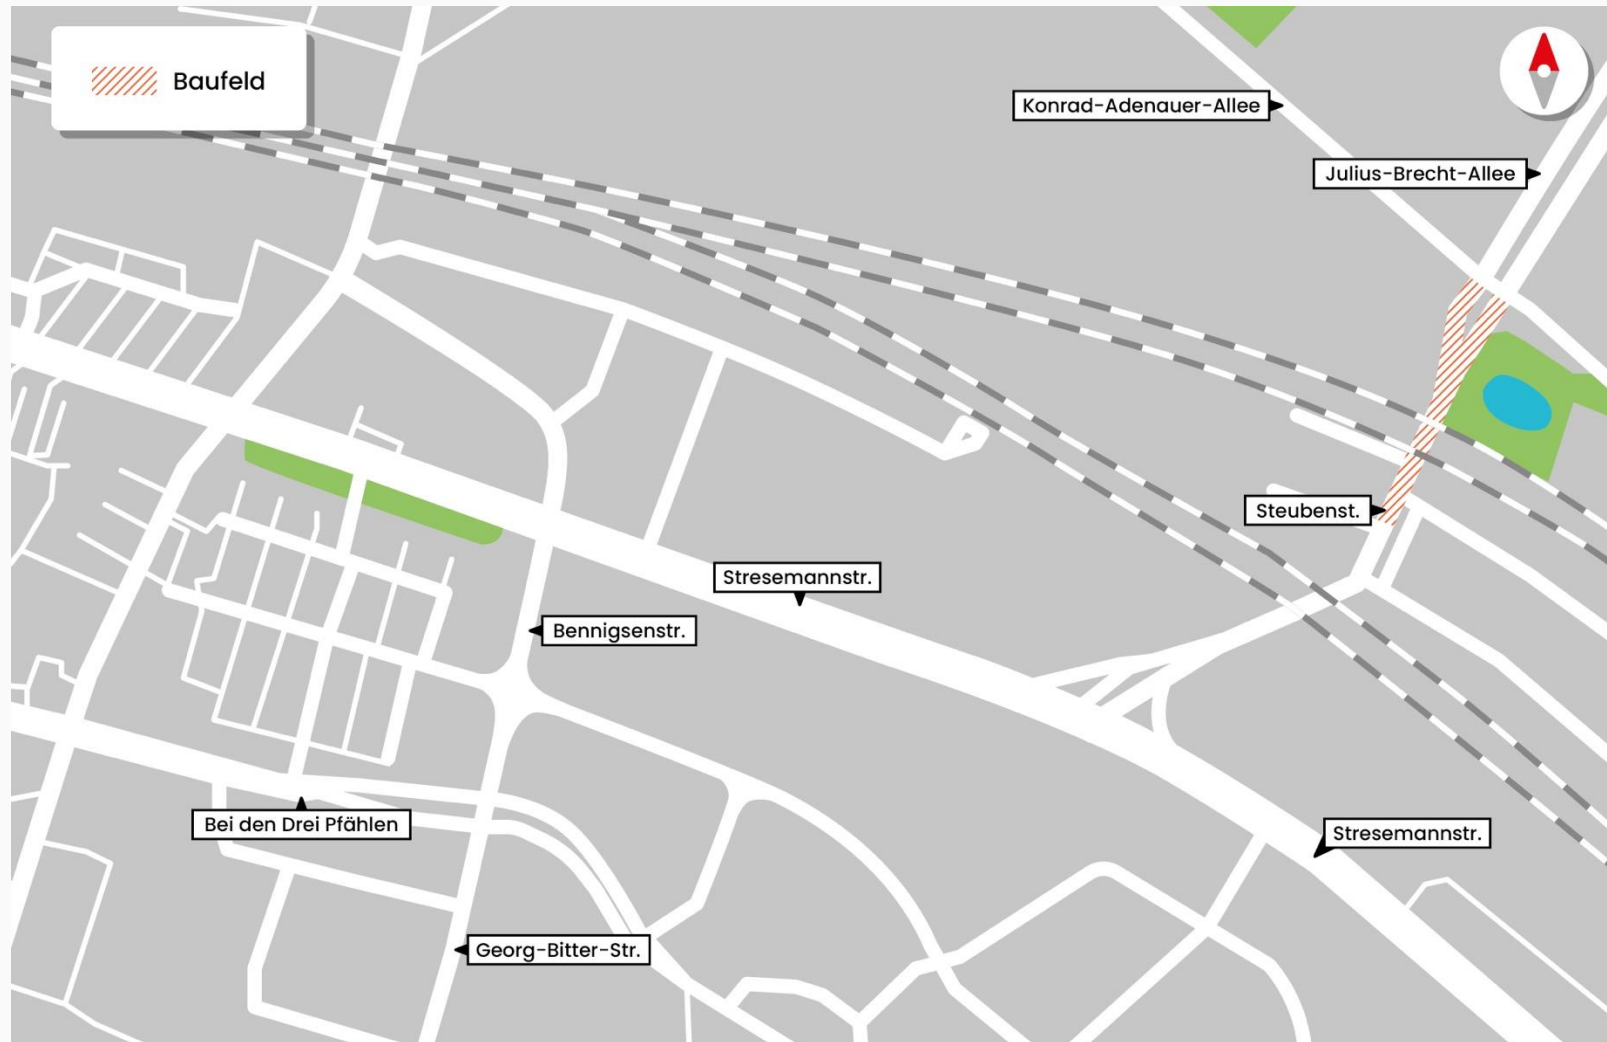 Baufeld
Konrad-Adenauer-Allee
Julius-Brecht-Allee
Steubenst.
Stresemannstr.
Bennigsenstr.
Bei den Drei Pfählen
Stresemannstr.
Georg-Bitter-Str.